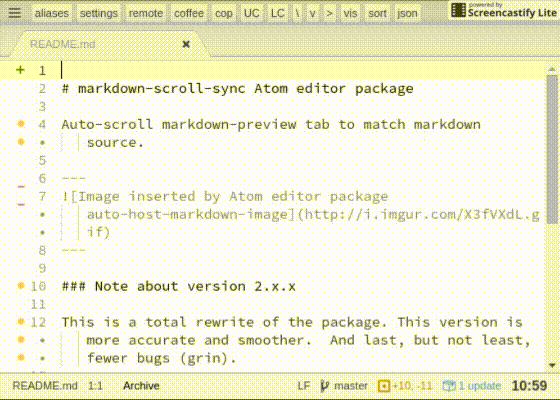 aliases settings remote coffee cop UC LC \ v > vis sort json powered by Screencastify Lite
README.md ×
+ 1
2 # markdown-scroll-sync Atom editor package
3
4 Auto-scroll markdown-preview tab to match markdown
• source.
5
6 ---
7 ![Image inserted by Atom editor package
• auto-host-markdown-image](http://i.imgur.com/X3fVXdL.g
• if)
8 ---
9
10 ### Note about version 2.x.x
11
12 This is a total rewrite of the package. This version is
• more accurate and smoother. And last, but not least,
• fewer bugs (grin).
README.md 1:1 Archive LF master +10, -11 1 update 10:59